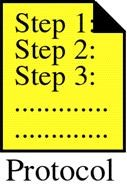 Step 1:
Step 2:
Step 3:
.............
.............
Protocol